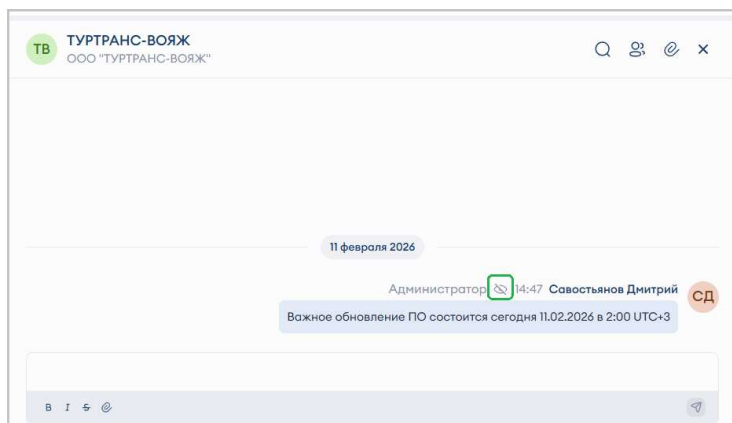 ТВ
ТУРТРАНС-ВОЯЖ
ООО "ТУРТРАНС-ВОЯЖ"
11 февраля 2026
Администратор 14:47 Савостьянов Дмитрий
СД
Важное обновление ПО состоится сегодня 11.02.2026 в 2:00 UTC+3
B I S